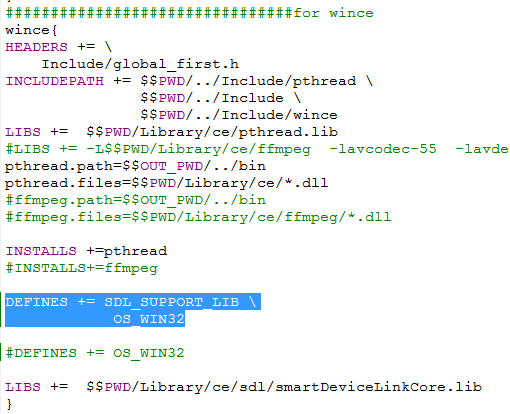 ################################for wince
wince{
HEADERS += \
    Include/global_first.h
INCLUDEPATH += $$PWD/../Include/pthread \
               $$PWD/../Include \
               $$PWD/../Include/wince
LIBS +=  $$PWD/Library/ce/pthread.lib
#LIBS += -L$$PWD/Library/ce/ffmpeg  -lavcodec-55  -lavde
pthread.path=$$OUT_PWD/../bin
pthread.files=$$PWD/Library/ce/*.dll
#ffmpeg.path=$$OUT_PWD/../bin
#ffmpeg.files=$$PWD/Library/ce/ffmpeg/*.dll
INSTALLS +=pthread
#INSTALLS+=ffmpeg
DEFINES += SDL_SUPPORT_LIB \
            OS_WIN32
#DEFINES += OS_WIN32
LIBS +=  $$PWD/Library/ce/sdl/smartDeviceLinkCore.lib
}